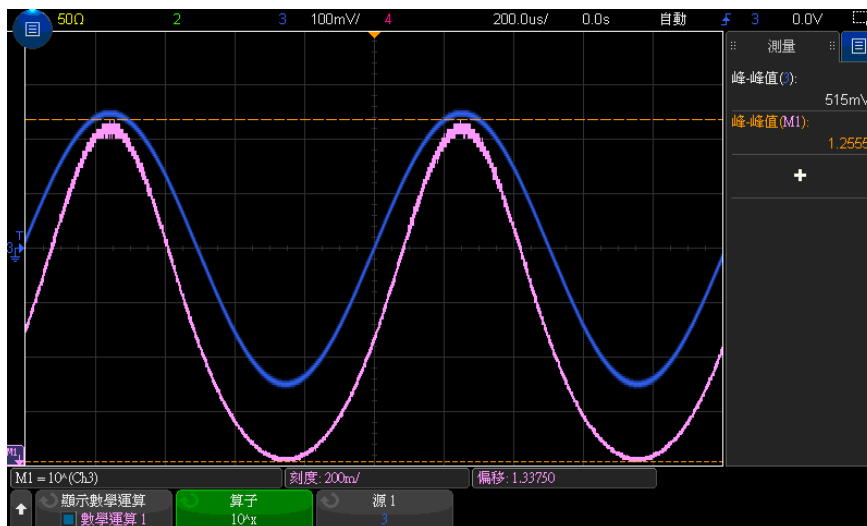 50Ω 2 3 100mV/ 4 200.0us/ 0.0s 自動 3 0.0V
測量
峰-峰值(3):
515mV
峰-峰值(M1):
1.2555
+
T
3
M1
M1 = 10^(Ch3) 刻度: 200m/ 偏移: 1.33750
顯示數學運算 算子 源 1
數學運算 1 10^x 3